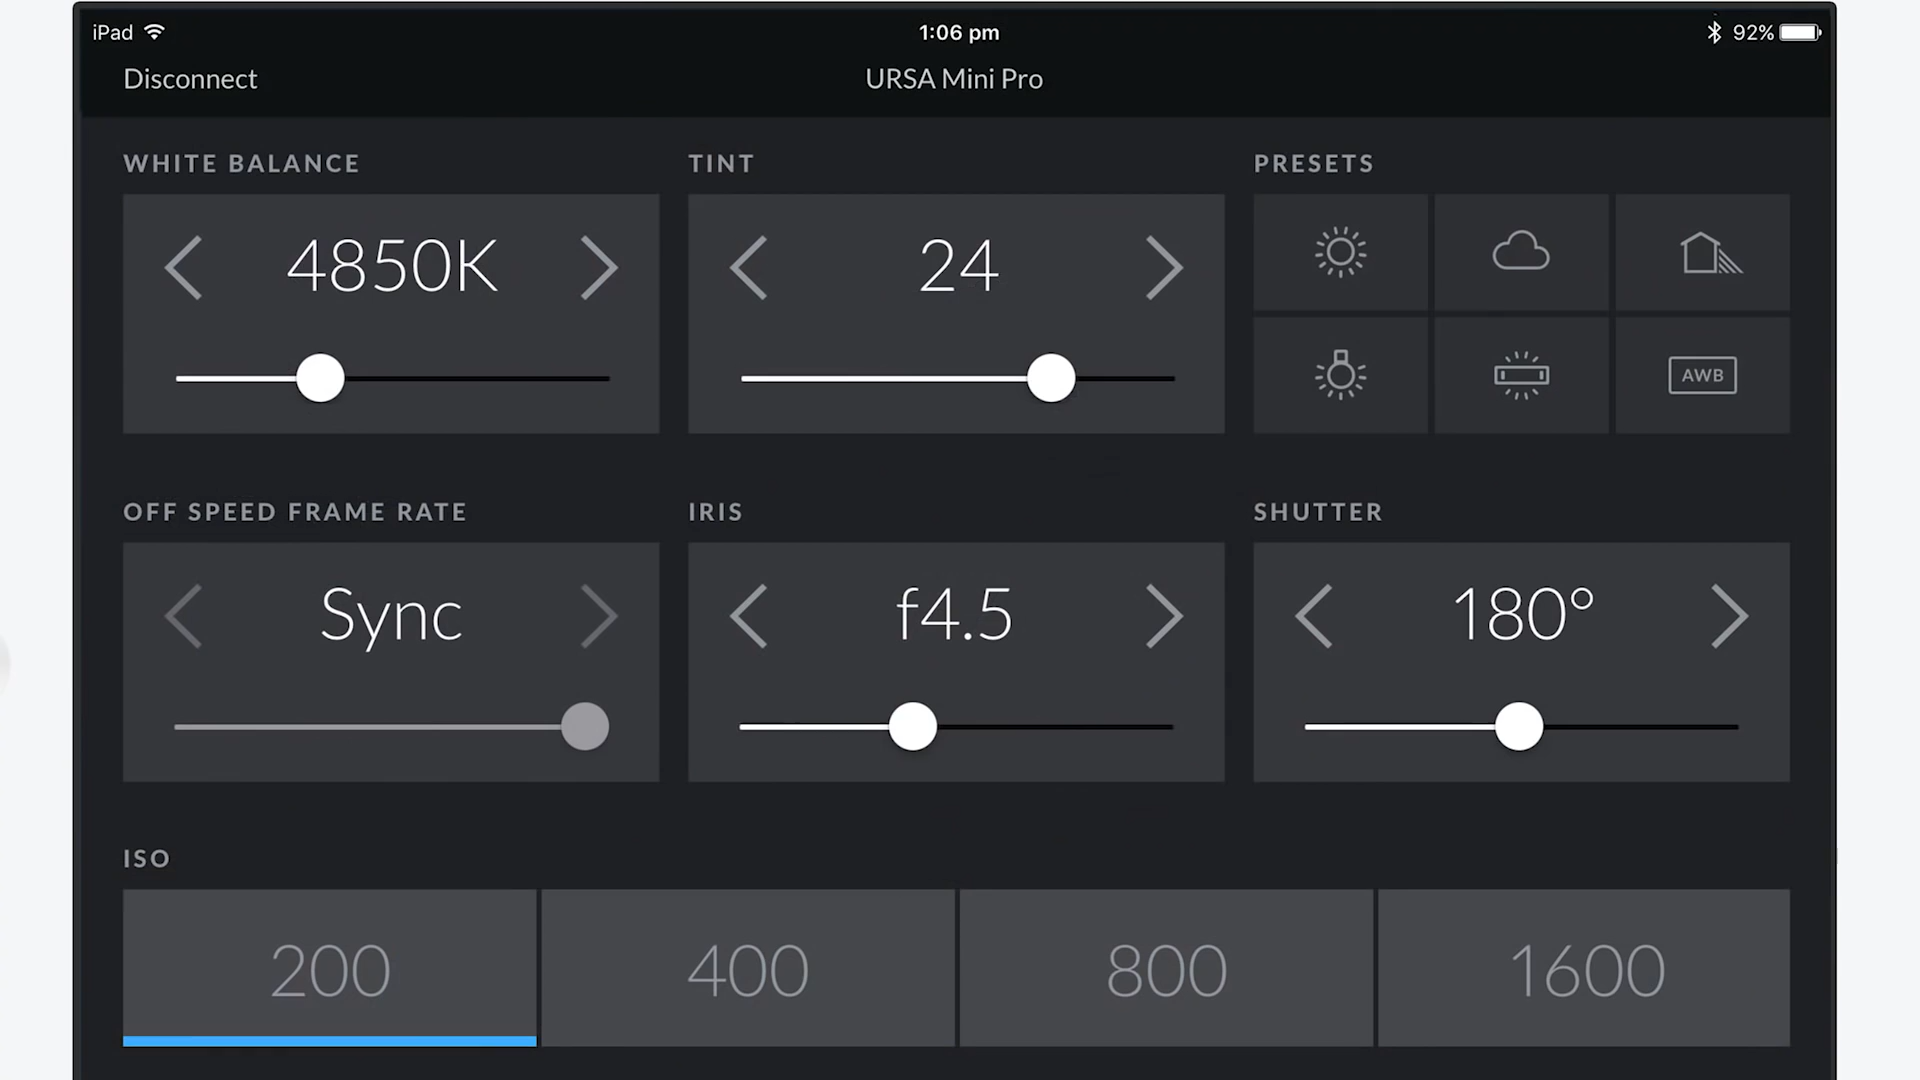 iPad 1:06 pm 92%
Disconnect URSA Mini Pro
WHITE BALANCE TINT PRESETS
4850K 24
AWB
OFF SPEED FRAME RATE IRIS SHUTTER
Sync f4.5 180°
ISO
200 400 800 1600